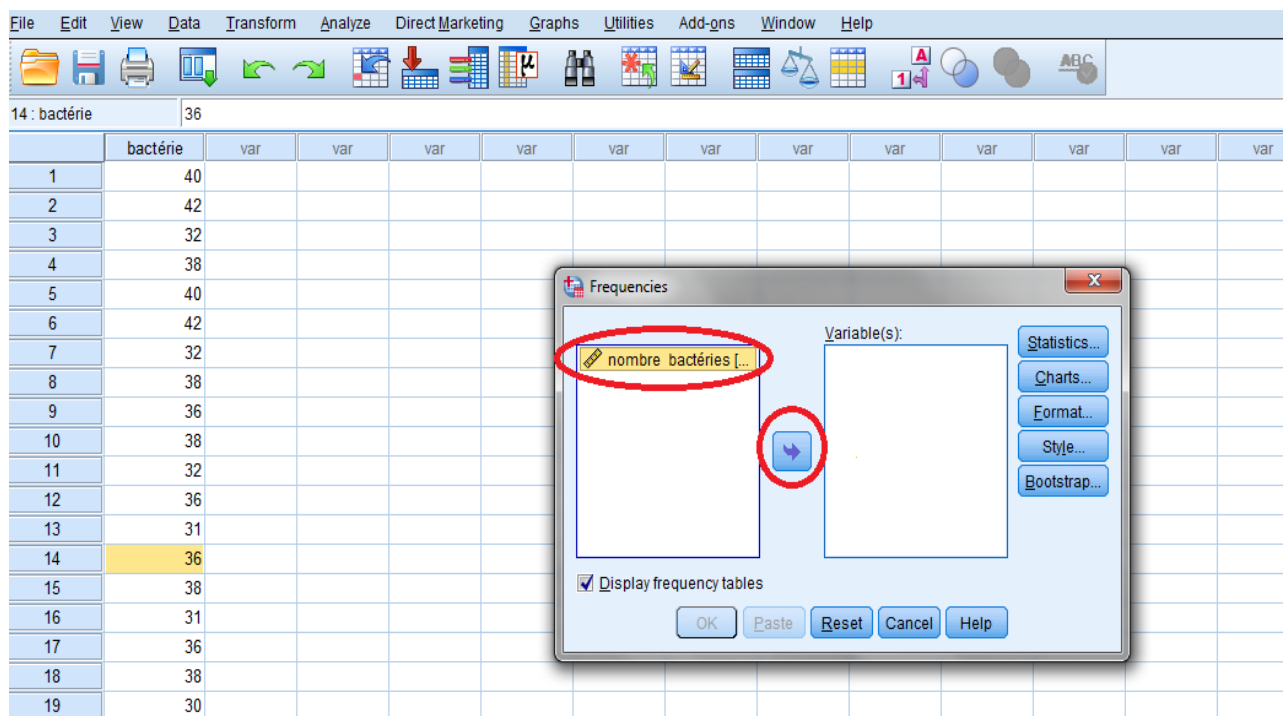 File Edit View Data Transform Analyze Direct Marketing Graphs Utilities Add-ons Window Help
A
1
μ
ABC
14 : bactérie 36
bactérie var var var var var var var var var var var var
1 40
2 42
3 32
4 38
5 40
6 42
7 32
8 38
9 36
10 38
11 32
12 36
13 31
14 36
15 38
16 31
17 36
18 38
19 30
Frequencies
Variable(s):
nombre bactéries [...
Statistics...
Charts...
Format...
Style...
Bootstrap...
Display frequency tables
OK Paste Reset Cancel Help